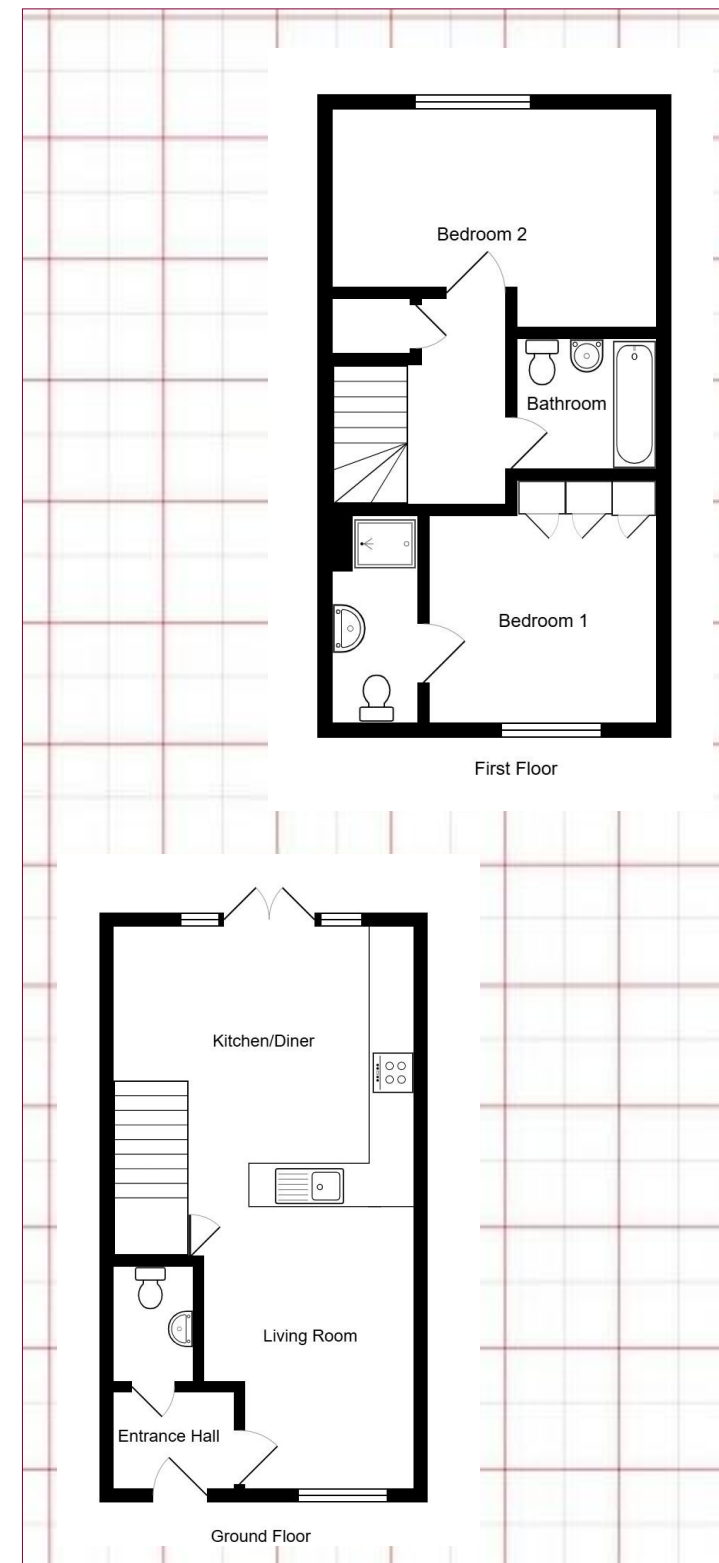 Bedroom 2
Bathroom
Bedroom 1
First Floor
Kitchen/Diner
Living Room
Entrance Hall
Ground Floor